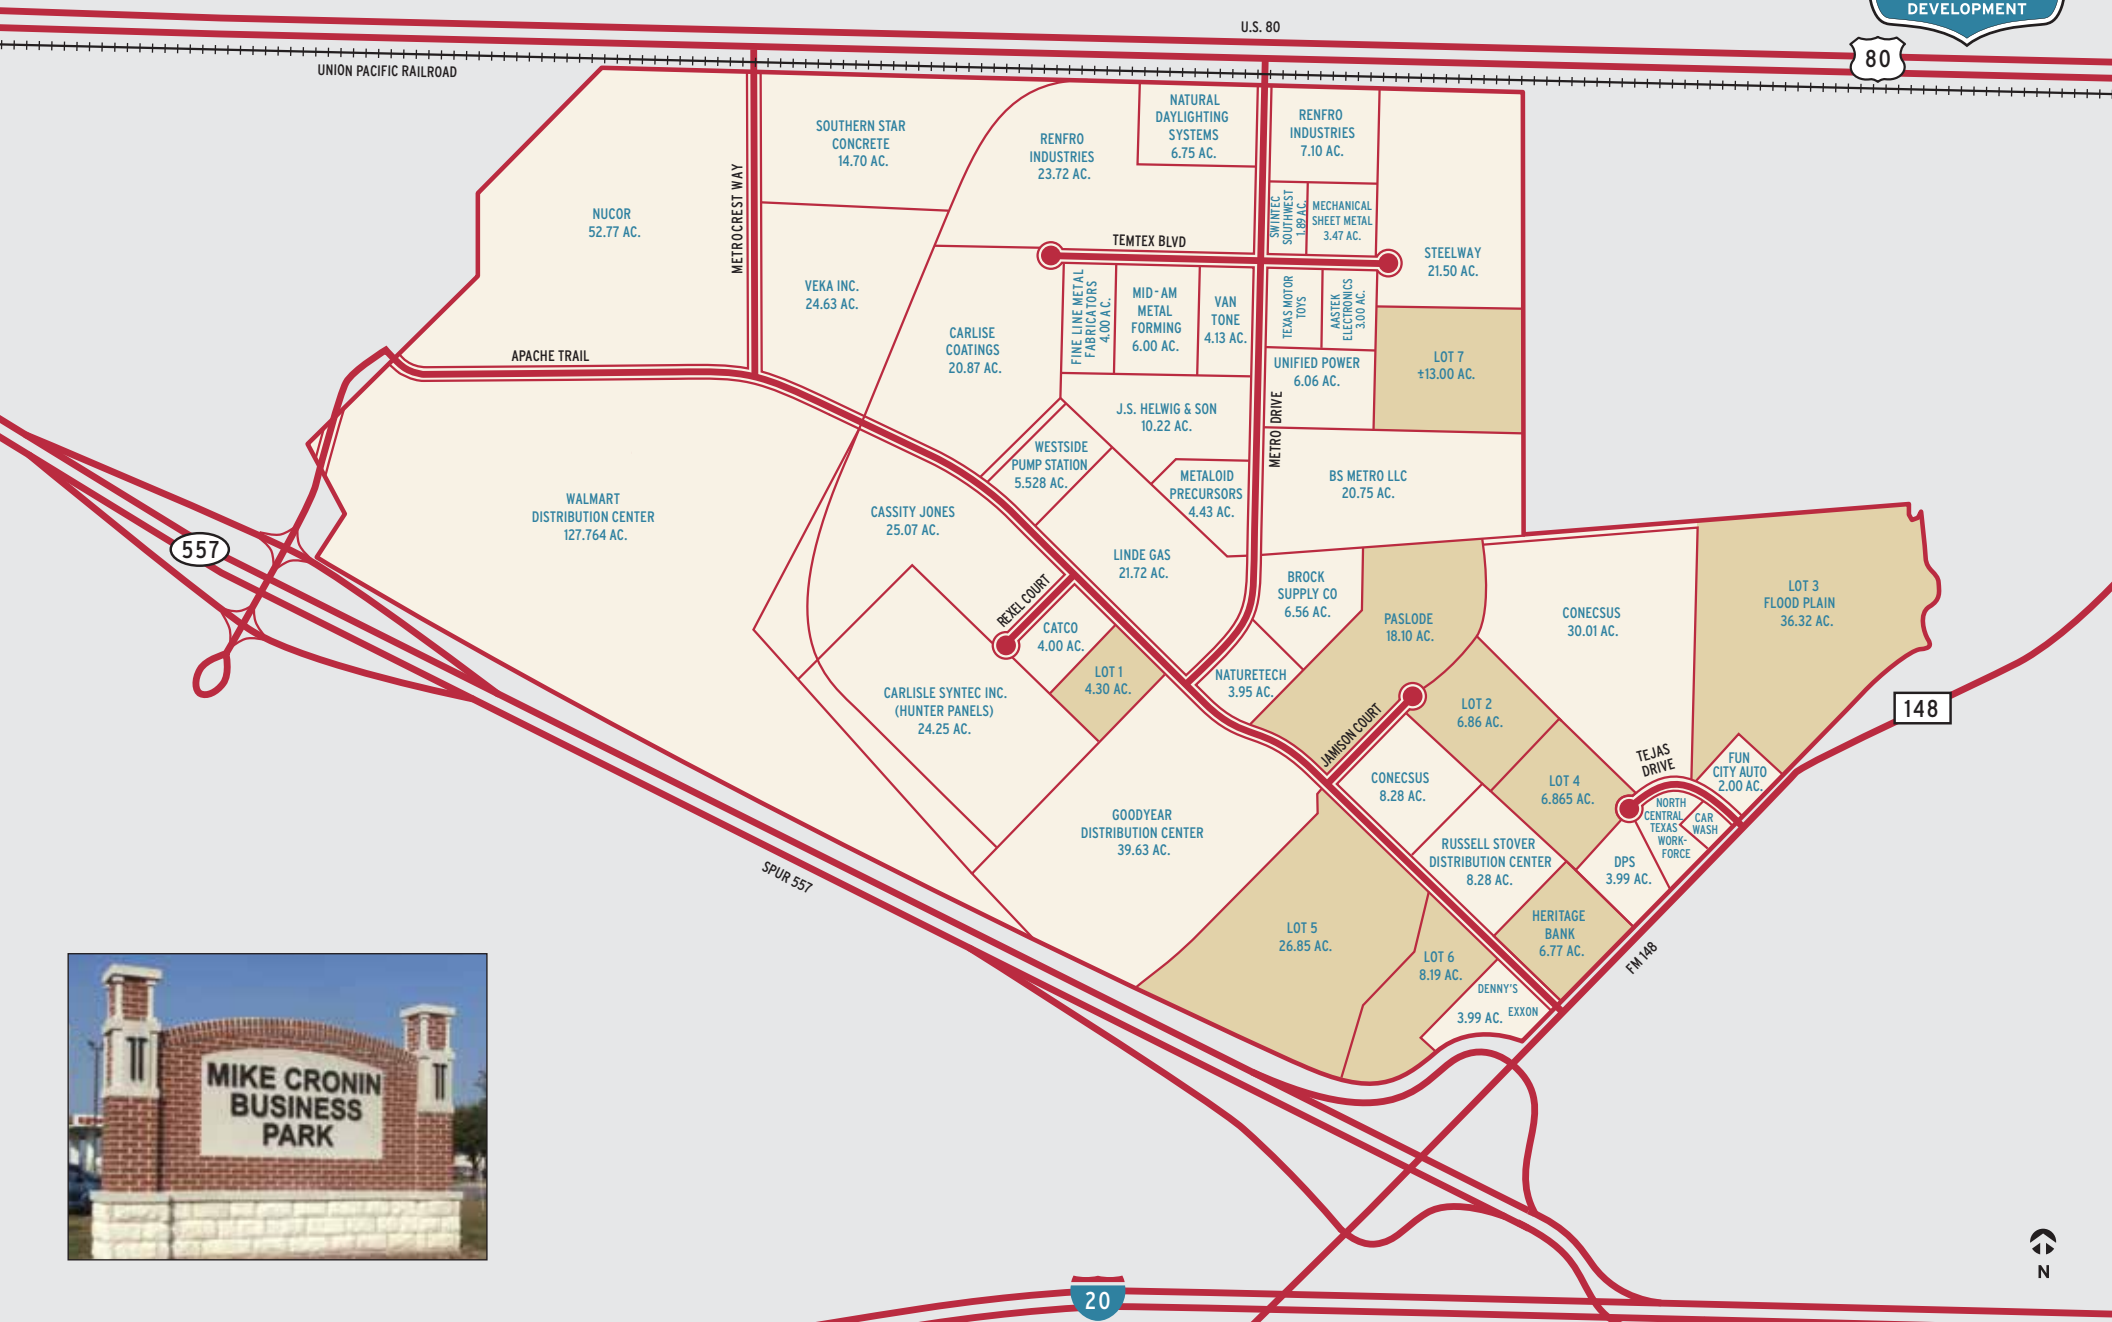 DEVELOPMENT
U.S. 80
80
UNION PACIFIC RAILROAD
NUCOR
52.77 AC.
METROCREST WAY
SOUTHERN STAR
CONCRETE
14.70 AC.
RENFRO
INDUSTRIES
23.72 AC.
NATURAL
DAYLIGHTING
SYSTEMS
6.75 AC.
RENFRO
INDUSTRIES
7.10 AC.
SWINTEC
SOUTHWEST
1.89 AC.
MECHANICAL
SHEET METAL
3.47 AC.
STEELWAY
21.50 AC.
TEMTEX BLVD
VEKA INC.
24.63 AC.
CARLISE
COATINGS
20.87 AC.
FINE LINE METAL
FABRICATORS
4.00 AC.
MID-AM
METAL
FORMING
6.00 AC.
VAN
TONE
4.13 AC.
TEXAS MOTOR
TOYS
AASTEK
ELECTRONICS
3.00 AC.
UNIFIED POWER
6.06 AC.
LOT 7
±13.00 AC.
APACHE TRAIL
METRO DRIVE
J.S. HELWIG & SON
10.22 AC.
WESTSIDE
PUMP STATION
5.528 AC.
METALOID
PRECURSORS
4.43 AC.
BS METRO LLC
20.75 AC.
WALMART
DISTRIBUTION CENTER
127.764 AC.
557
CASSITY JONES
25.07 AC.
LINDE GAS
21.72 AC.
REXEL COURT
CATCO
4.00 AC.
LOT 1
4.30 AC.
BROCK
SUPPLY CO
6.56 AC.
PASLODE
18.10 AC.
CONECSUS
30.01 AC.
LOT 3
FLOOD PLAIN
36.32 AC.
NATURETECH
3.95 AC.
CARLISLE SYNTEC INC.
(HUNTER PANELS)
24.25 AC.
LOT 2
6.86 AC.
148
JAMISON COURT
TEJAS
DRIVE
FUN
CITY AUTO
2.00 AC.
CONECSUS
8.28 AC.
LOT 4
6.865 AC.
NORTH
CENTRAL
TEXAS
WORK-
FORCE
CAR
WASH
GOODYEAR
DISTRIBUTION CENTER
39.63 AC.
RUSSELL STOVER
DISTRIBUTION CENTER
8.28 AC.
DPS
3.99 AC.
SPUR 557
LOT 5
26.85 AC.
HERITAGE
BANK
6.77 AC.
FM 148
LOT 6
8.19 AC.
DENNY'S
3.99 AC.
EXXON
MIKE CRONIN
BUSINESS
PARK
20
N